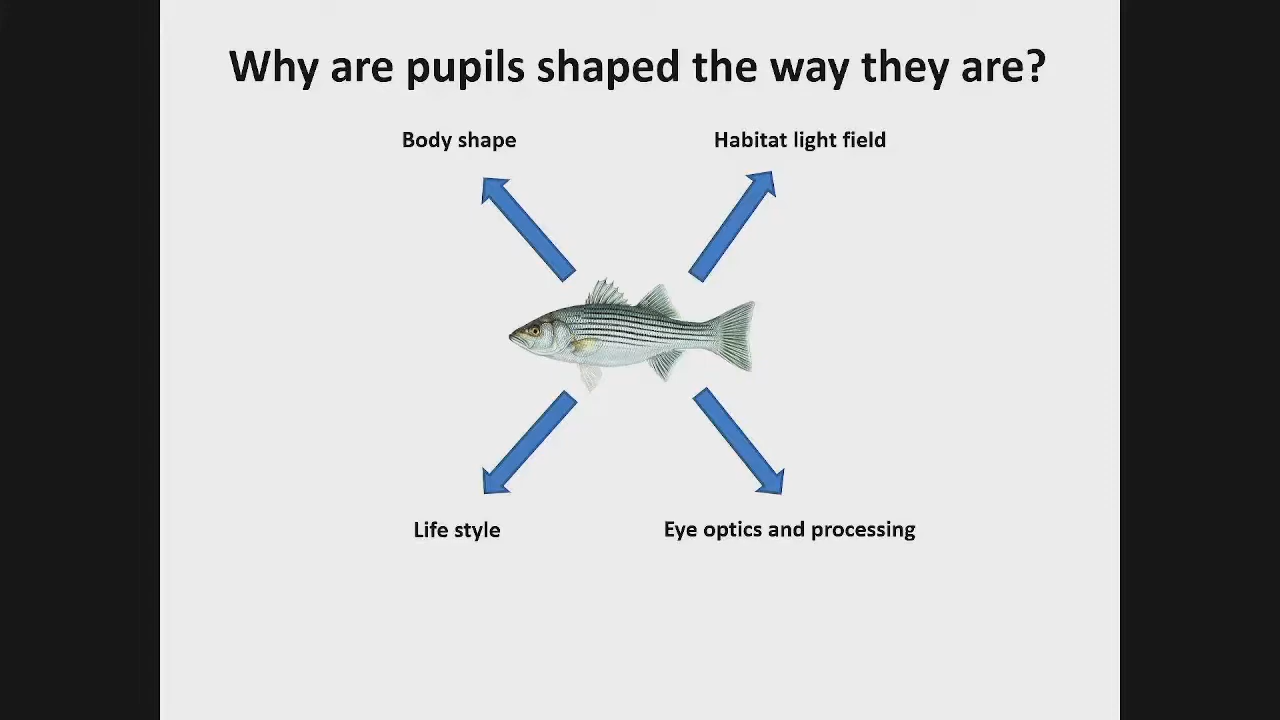 Why are pupils shaped the way they are?
Body shape
Habitat light field
Life style
Eye optics and processing